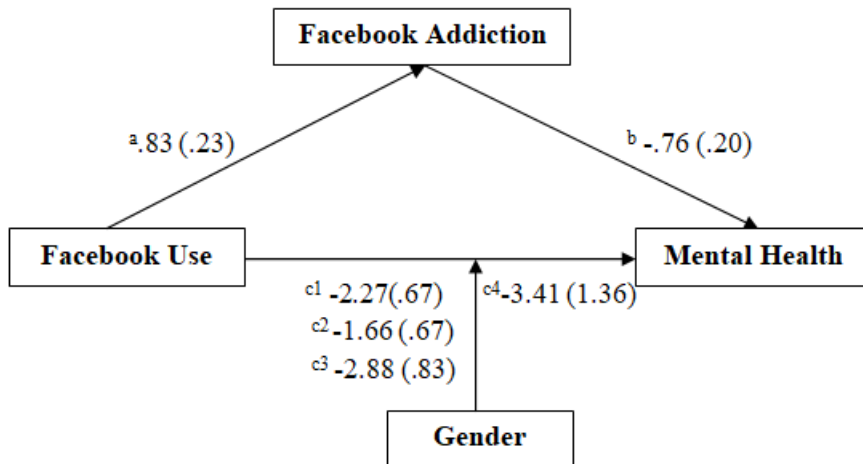 Facebook Addiction
a.83 (.23)
b -.76 (.20)
Facebook Use
Mental Health
c1 -2.27(.67)
c4-3.41 (1.36)
c2-1.66 (.67)
c3 -2.88 (.83)
Gender